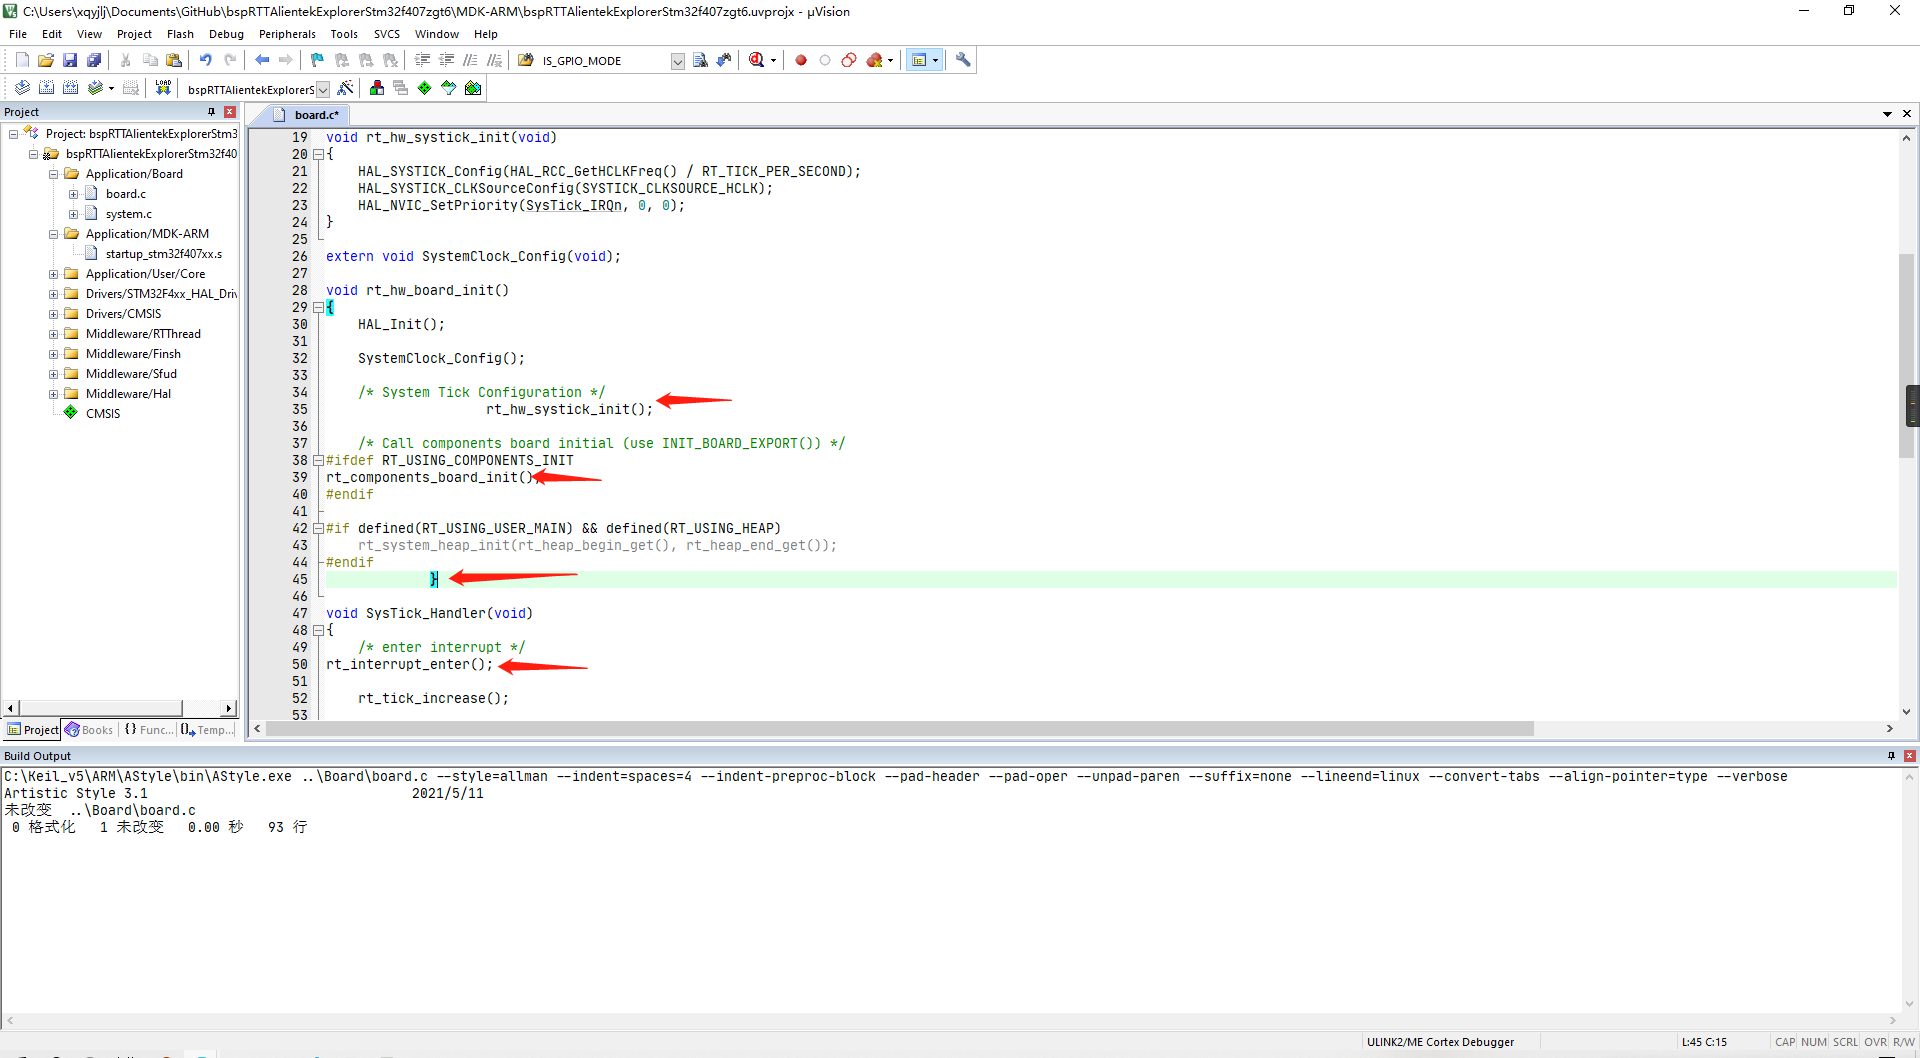 C:\Users\xqyjlj\Documents\GitHub\bspRTTAlientekExplorerStm32f407zgt6\MDK-ARM\bspRTTAlientekExplorerStm32f407zgt6.uvprojx - µVision
File Edit View Project Flash Debug Peripherals Tools SVCS Window Help
IS_GPIO_MODE
LOAD bspRTTAlientekExplorerS
Project
board.c*
Project: bspRTTAlientekExplorerStm3
bspRTTAlientekExplorerStm32f40
Application/Board
board.c
system.c
Application/MDK-ARM
startup_stm32f407xx.s
Application/User/Core
Drivers/STM32F4xx_HAL_Driv
Drivers/CMSIS
Middleware/RTThread
Middleware/Finsh
Middleware/Sfud
Middleware/Hal
CMSIS
Project Books {} Func... Temp...
19 void rt_hw_systick_init(void)
20 {
21 HAL_SYSTICK_Config(HAL_RCC_GetHCLKFreq() / RT_TICK_PER_SECOND);
22 HAL_SYSTICK_CLKSourceConfig(SYSTICK_CLKSOURCE_HCLK);
23 HAL_NVIC_SetPriority(SysTick_IRQn, 0, 0);
24 }
25
26 extern void SystemClock_Config(void);
27
28 void rt_hw_board_init()
29 {
30 HAL_Init();
31
32 SystemClock_Config();
33
34 /* System Tick Configuration */
35 rt_hw_systick_init();
36
37 /* Call components board initial (use INIT_BOARD_EXPORT()) */
38 #ifdef RT_USING_COMPONENTS_INIT
39 rt_components_board_init()
40 #endif
41
42 #if defined(RT_USING_USER_MAIN) && defined(RT_USING_HEAP)
43 rt_system_heap_init(rt_heap_begin_get(), rt_heap_end_get());
44 #endif
45 }
46
47 void SysTick_Handler(void)
48 {
49 /* enter interrupt */
50 rt_interrupt_enter();
51
52 rt_tick_increase();
53
Build Output
C:\Keil_v5\ARM\AStyle\bin\AStyle.exe ..\Board\board.c --style=allman --indent=spaces=4 --indent-preproc-block --pad-header --pad-oper --unpad-paren --suffix=none --lineend=linux --convert-tabs --align-pointer=type --verbose
Artistic Style 3.1 2021/5/11
未改变 ..\Board\board.c
0 格式化 1 未改变 0.00 秒 93 行
ULINK2/ME Cortex Debugger L:45 C:15 CAP NUM SCRL OVR R/W